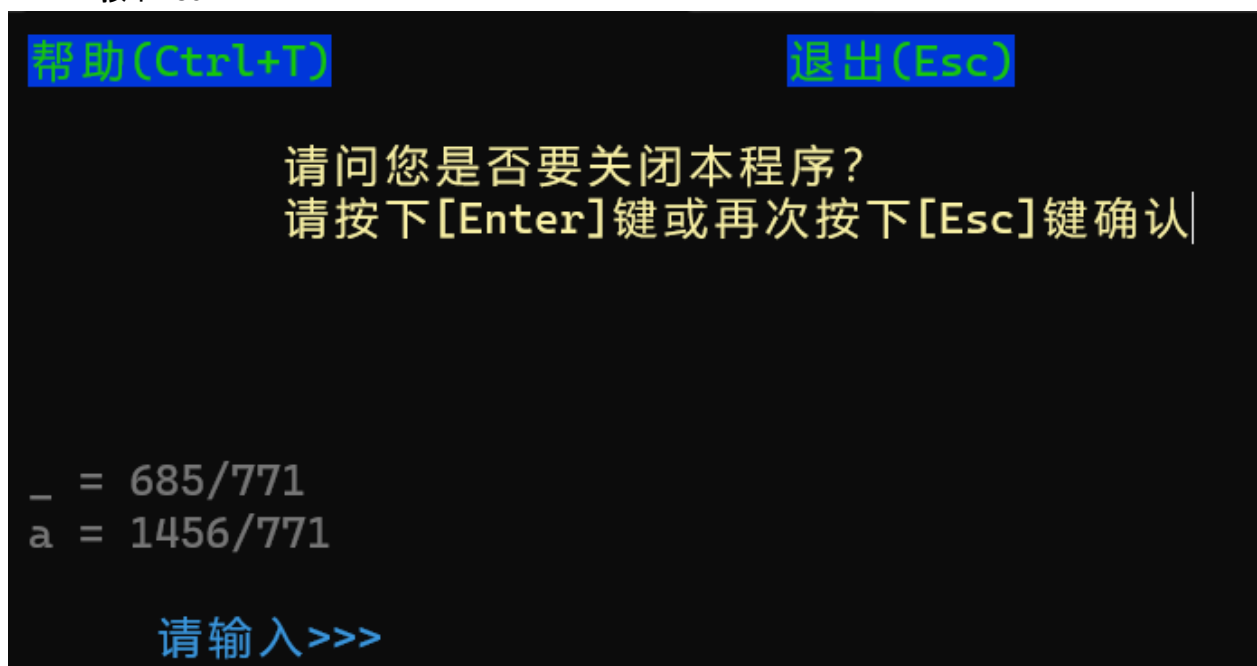 帮助(Ctrl+T) 退出(Esc)
请问您是否要关闭本程序?
请按下[Enter]键或再次按下[Esc]键确认
_ = 685/771
a = 1456/771
请输入>>>